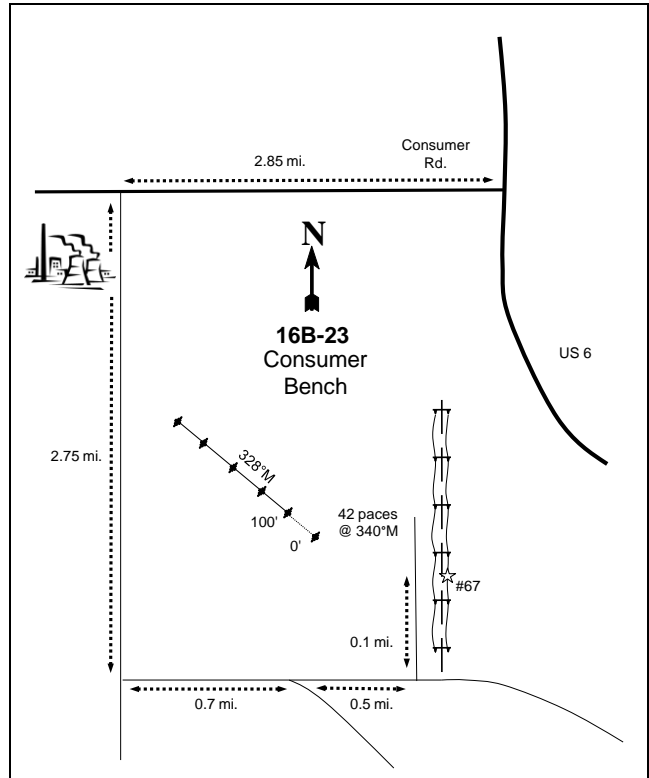 2.85 mi.
Consumer
Rd.
N
16B-23
Consumer
Bench
US 6
2.75 mi.
328°M
100'
0'
42 paces
@ 340°M
#67
0.1 mi.
0.7 mi.
0.5 mi.